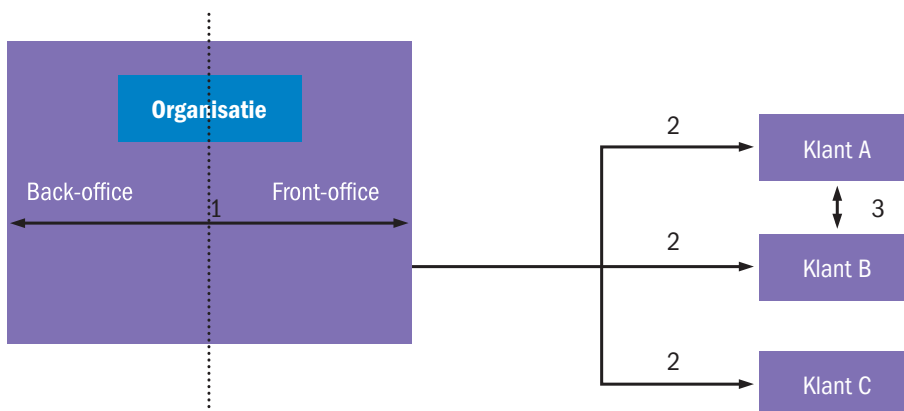 Organisatie
Back-office
Front-office
1
2
Klant A
3
2
Klant B
2
Klant C